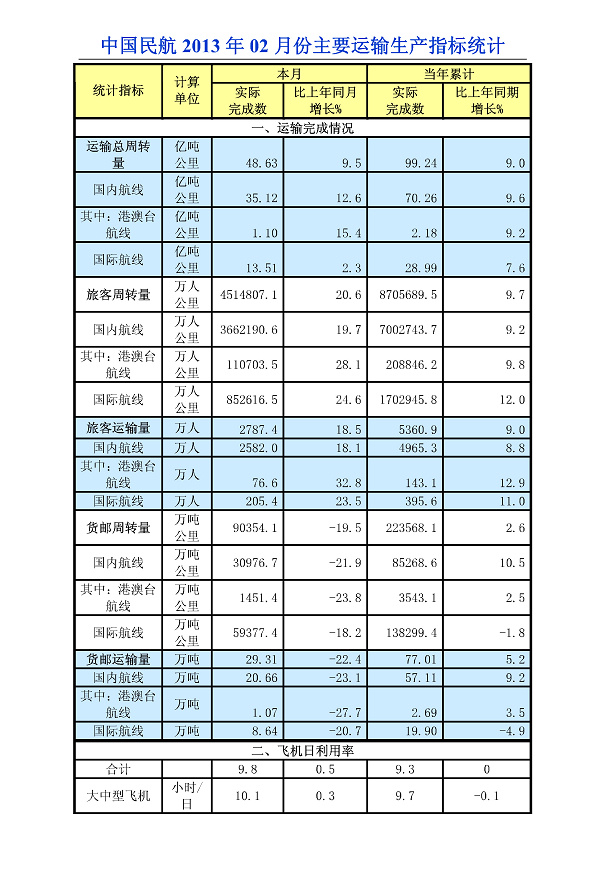 中国民航 2013 年 02 月份主要运输生产指标统计
统计指标 计算单位 本月 当年累计
实际完成数 比上年同月增长% 实际完成数 比上年同期增长%
一、运输完成情况
运输总周转量 亿吨公里 48.63 9.5 99.24 9.0
国内航线 亿吨公里 35.12 12.6 70.26 9.6
其中：港澳台航线 亿吨公里 1.10 15.4 2.18 9.2
国际航线 亿吨公里 13.51 2.3 28.99 7.6
旅客周转量 万人公里 4514807.1 20.6 8705689.5 9.7
国内航线 万人公里 3662190.6 19.7 7002743.7 9.2
其中：港澳台航线 万人公里 110703.5 28.1 208846.2 9.8
国际航线 万人公里 852616.5 24.6 1702945.8 12.0
旅客运输量 万人 2787.4 18.5 5360.9 9.0
国内航线 万人 2582.0 18.1 4965.3 8.8
其中：港澳台航线 万人 76.6 32.8 143.1 12.9
国际航线 万人 205.4 23.5 395.6 11.0
货邮周转量 万吨公里 90354.1 -19.5 223568.1 2.6
国内航线 万吨公里 30976.7 -21.9 85268.6 10.5
其中：港澳台航线 万吨公里 1451.4 -23.8 3543.1 2.5
国际航线 万吨公里 59377.4 -18.2 138299.4 -1.8
货邮运输量 万吨 29.31 -22.4 77.01 5.2
国内航线 万吨 20.66 -23.1 57.11 9.2
其中：港澳台航线 万吨 1.07 -27.7 2.69 3.5
国际航线 万吨 8.64 -20.7 19.90 -4.9
二、飞机日利用率
合计 9.8 0.5 9.3 0
大中型飞机 小时/日 10.1 0.3 9.7 -0.1